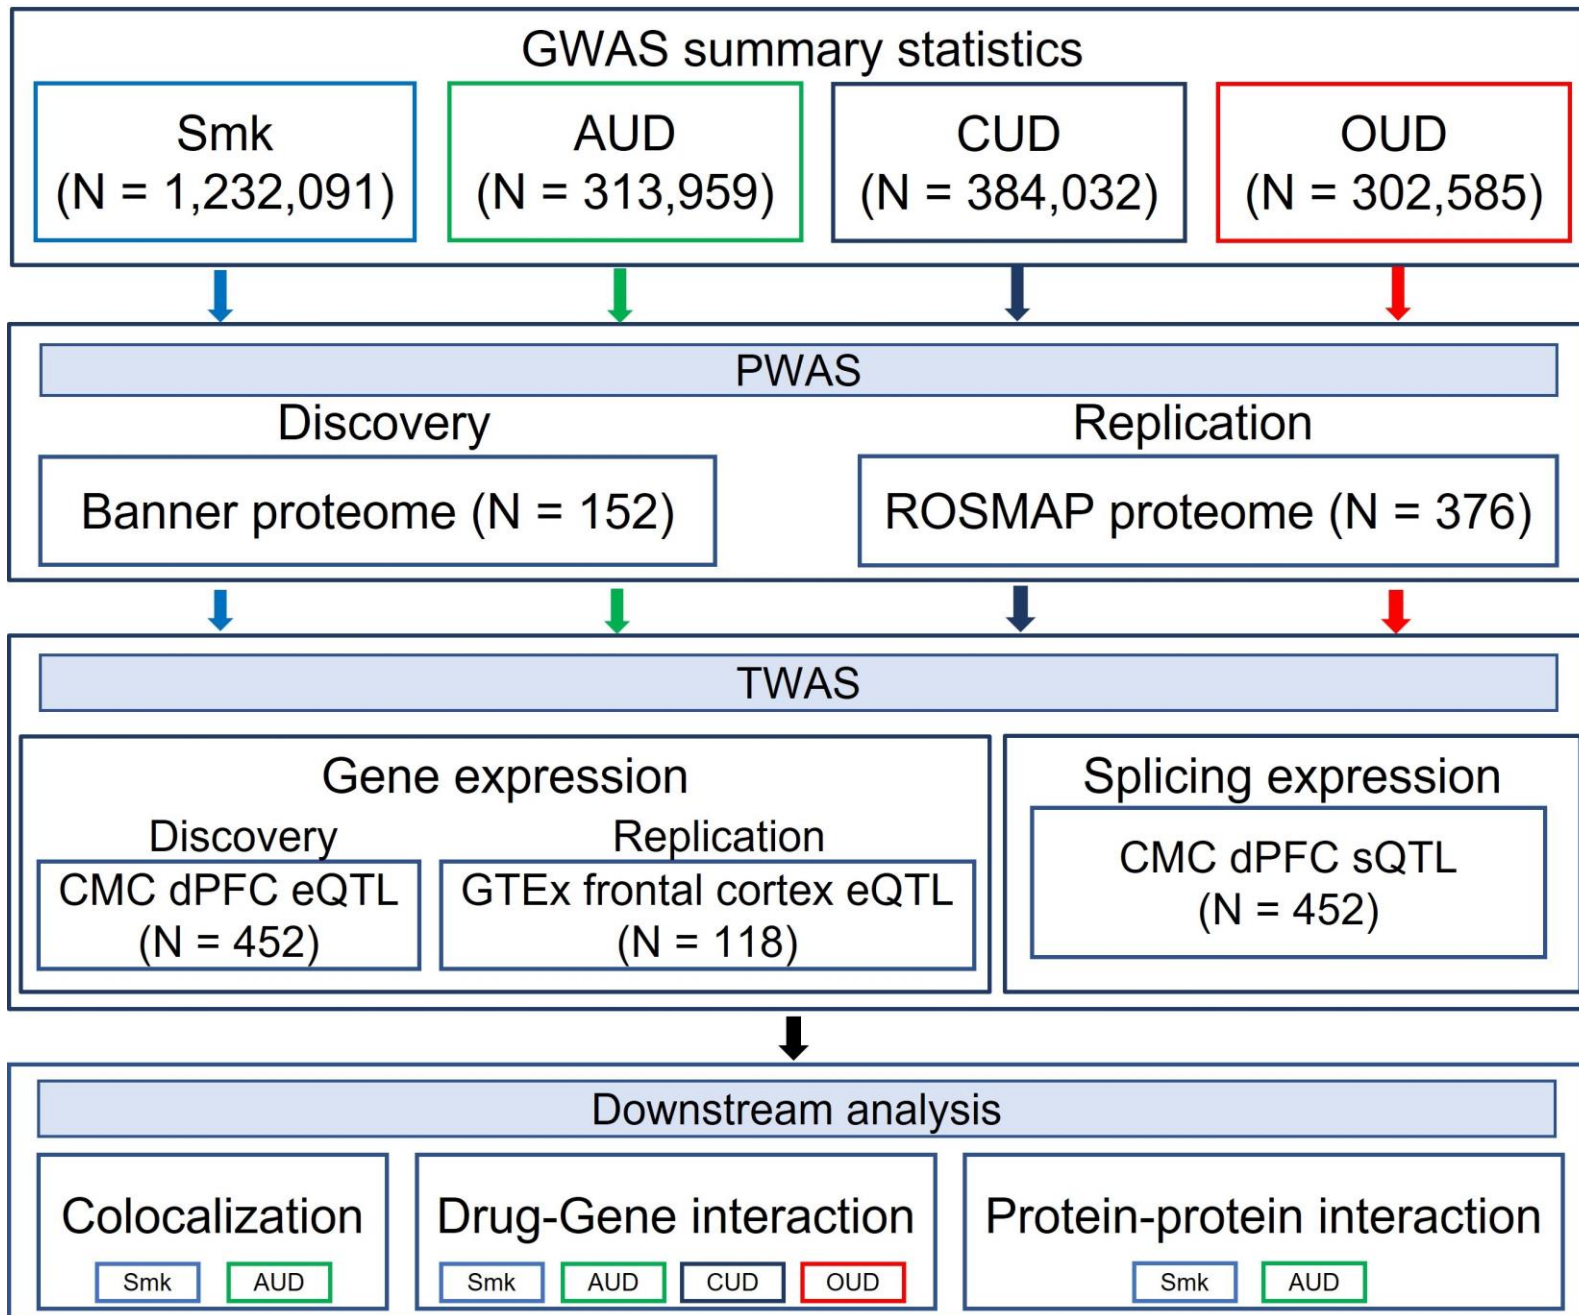 GWAS summary statistics
Smk
(N = 1,232,091)
AUD
(N = 313,959)
CUD
(N = 384,032)
OUD
(N = 302,585)
PWAS
Discovery
Banner proteome (N = 152)
Replication
ROSMAP proteome (N = 376)
TWAS
Gene expression
Discovery
CMC dPFC eQTL
(N = 452)
Replication
GTEx frontal cortex eQTL
(N = 118)
Splicing expression
CMC dPFC sQTL
(N = 452)
Downstream analysis
Colocalization
Smk
AUD
Drug-Gene interaction
Smk
AUD
CUD
OUD
Protein-protein interaction
Smk
AUD